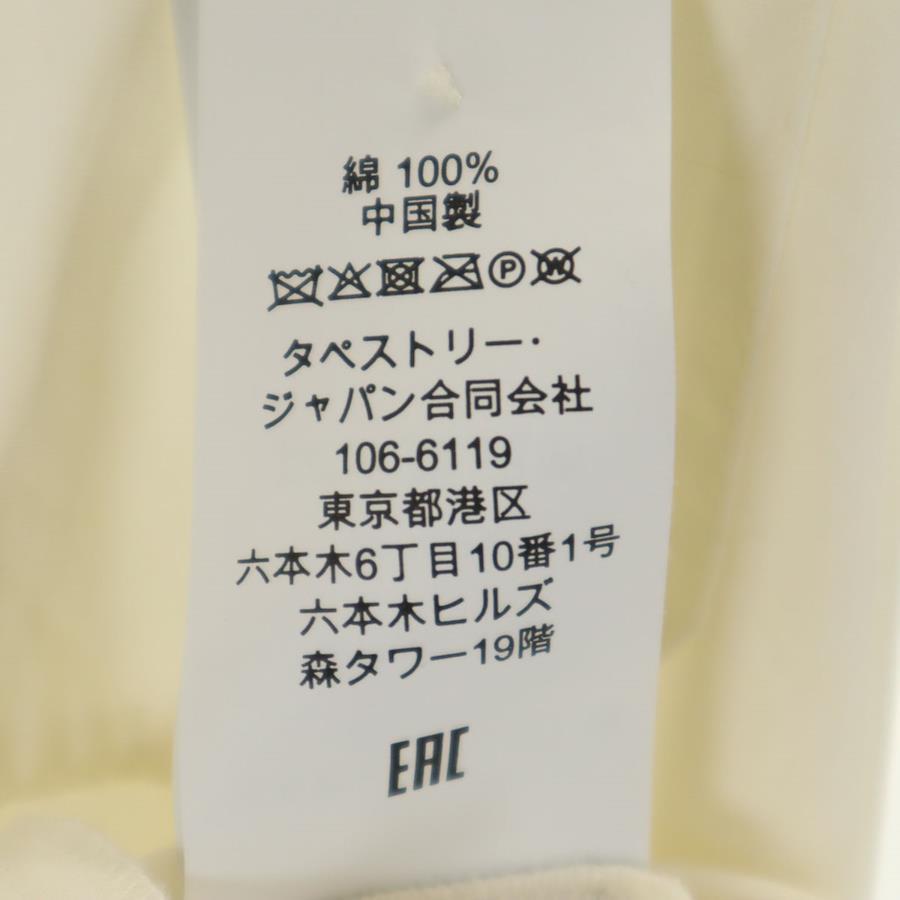 綿 100%
中国製
P W
タペストリー・
ジャパン合同会社
106-6119
東京都港区
六本木6丁目10番1号
六本木ヒルズ
森タワー19階
EAC